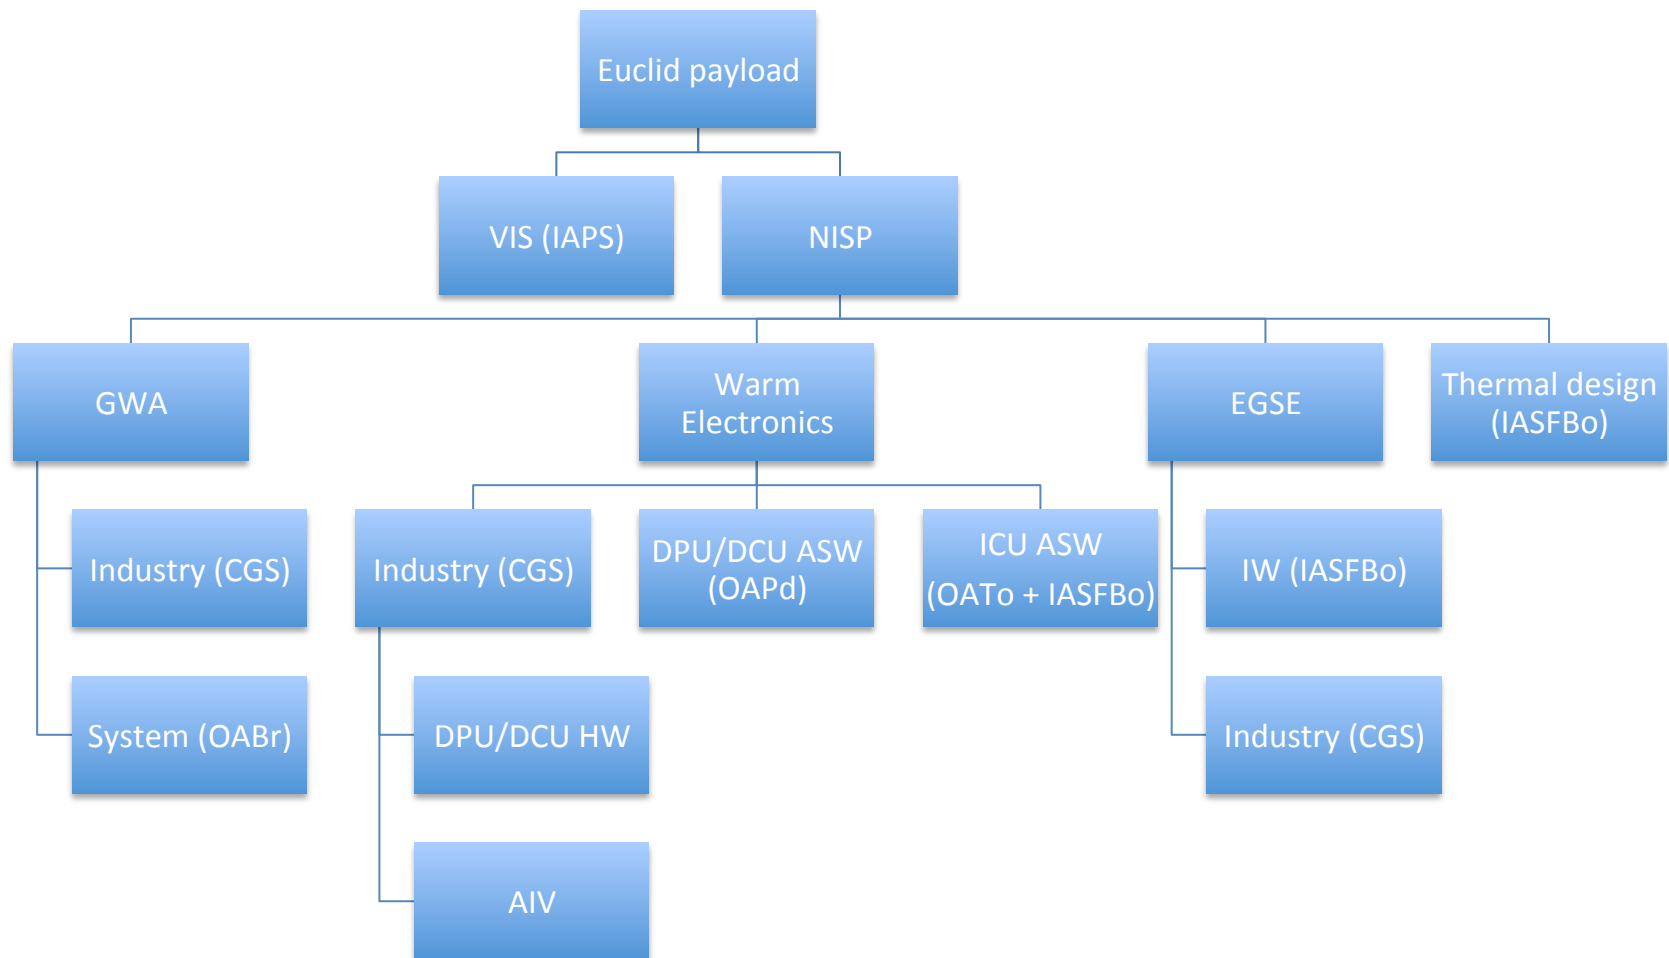 Euclid payload
VIS (IAPS)
NISP
GWA
Warm
Electronics
EGSE
Thermal design
(IASFBo)
Industry (CGS)
Industry (CGS)
DPU/DCU ASW
(OAPd)
ICU ASW
(OATo + IASFBo)
IW (IASFBo)
System (OABr)
DPU/DCU HW
Industry (CGS)
AIV